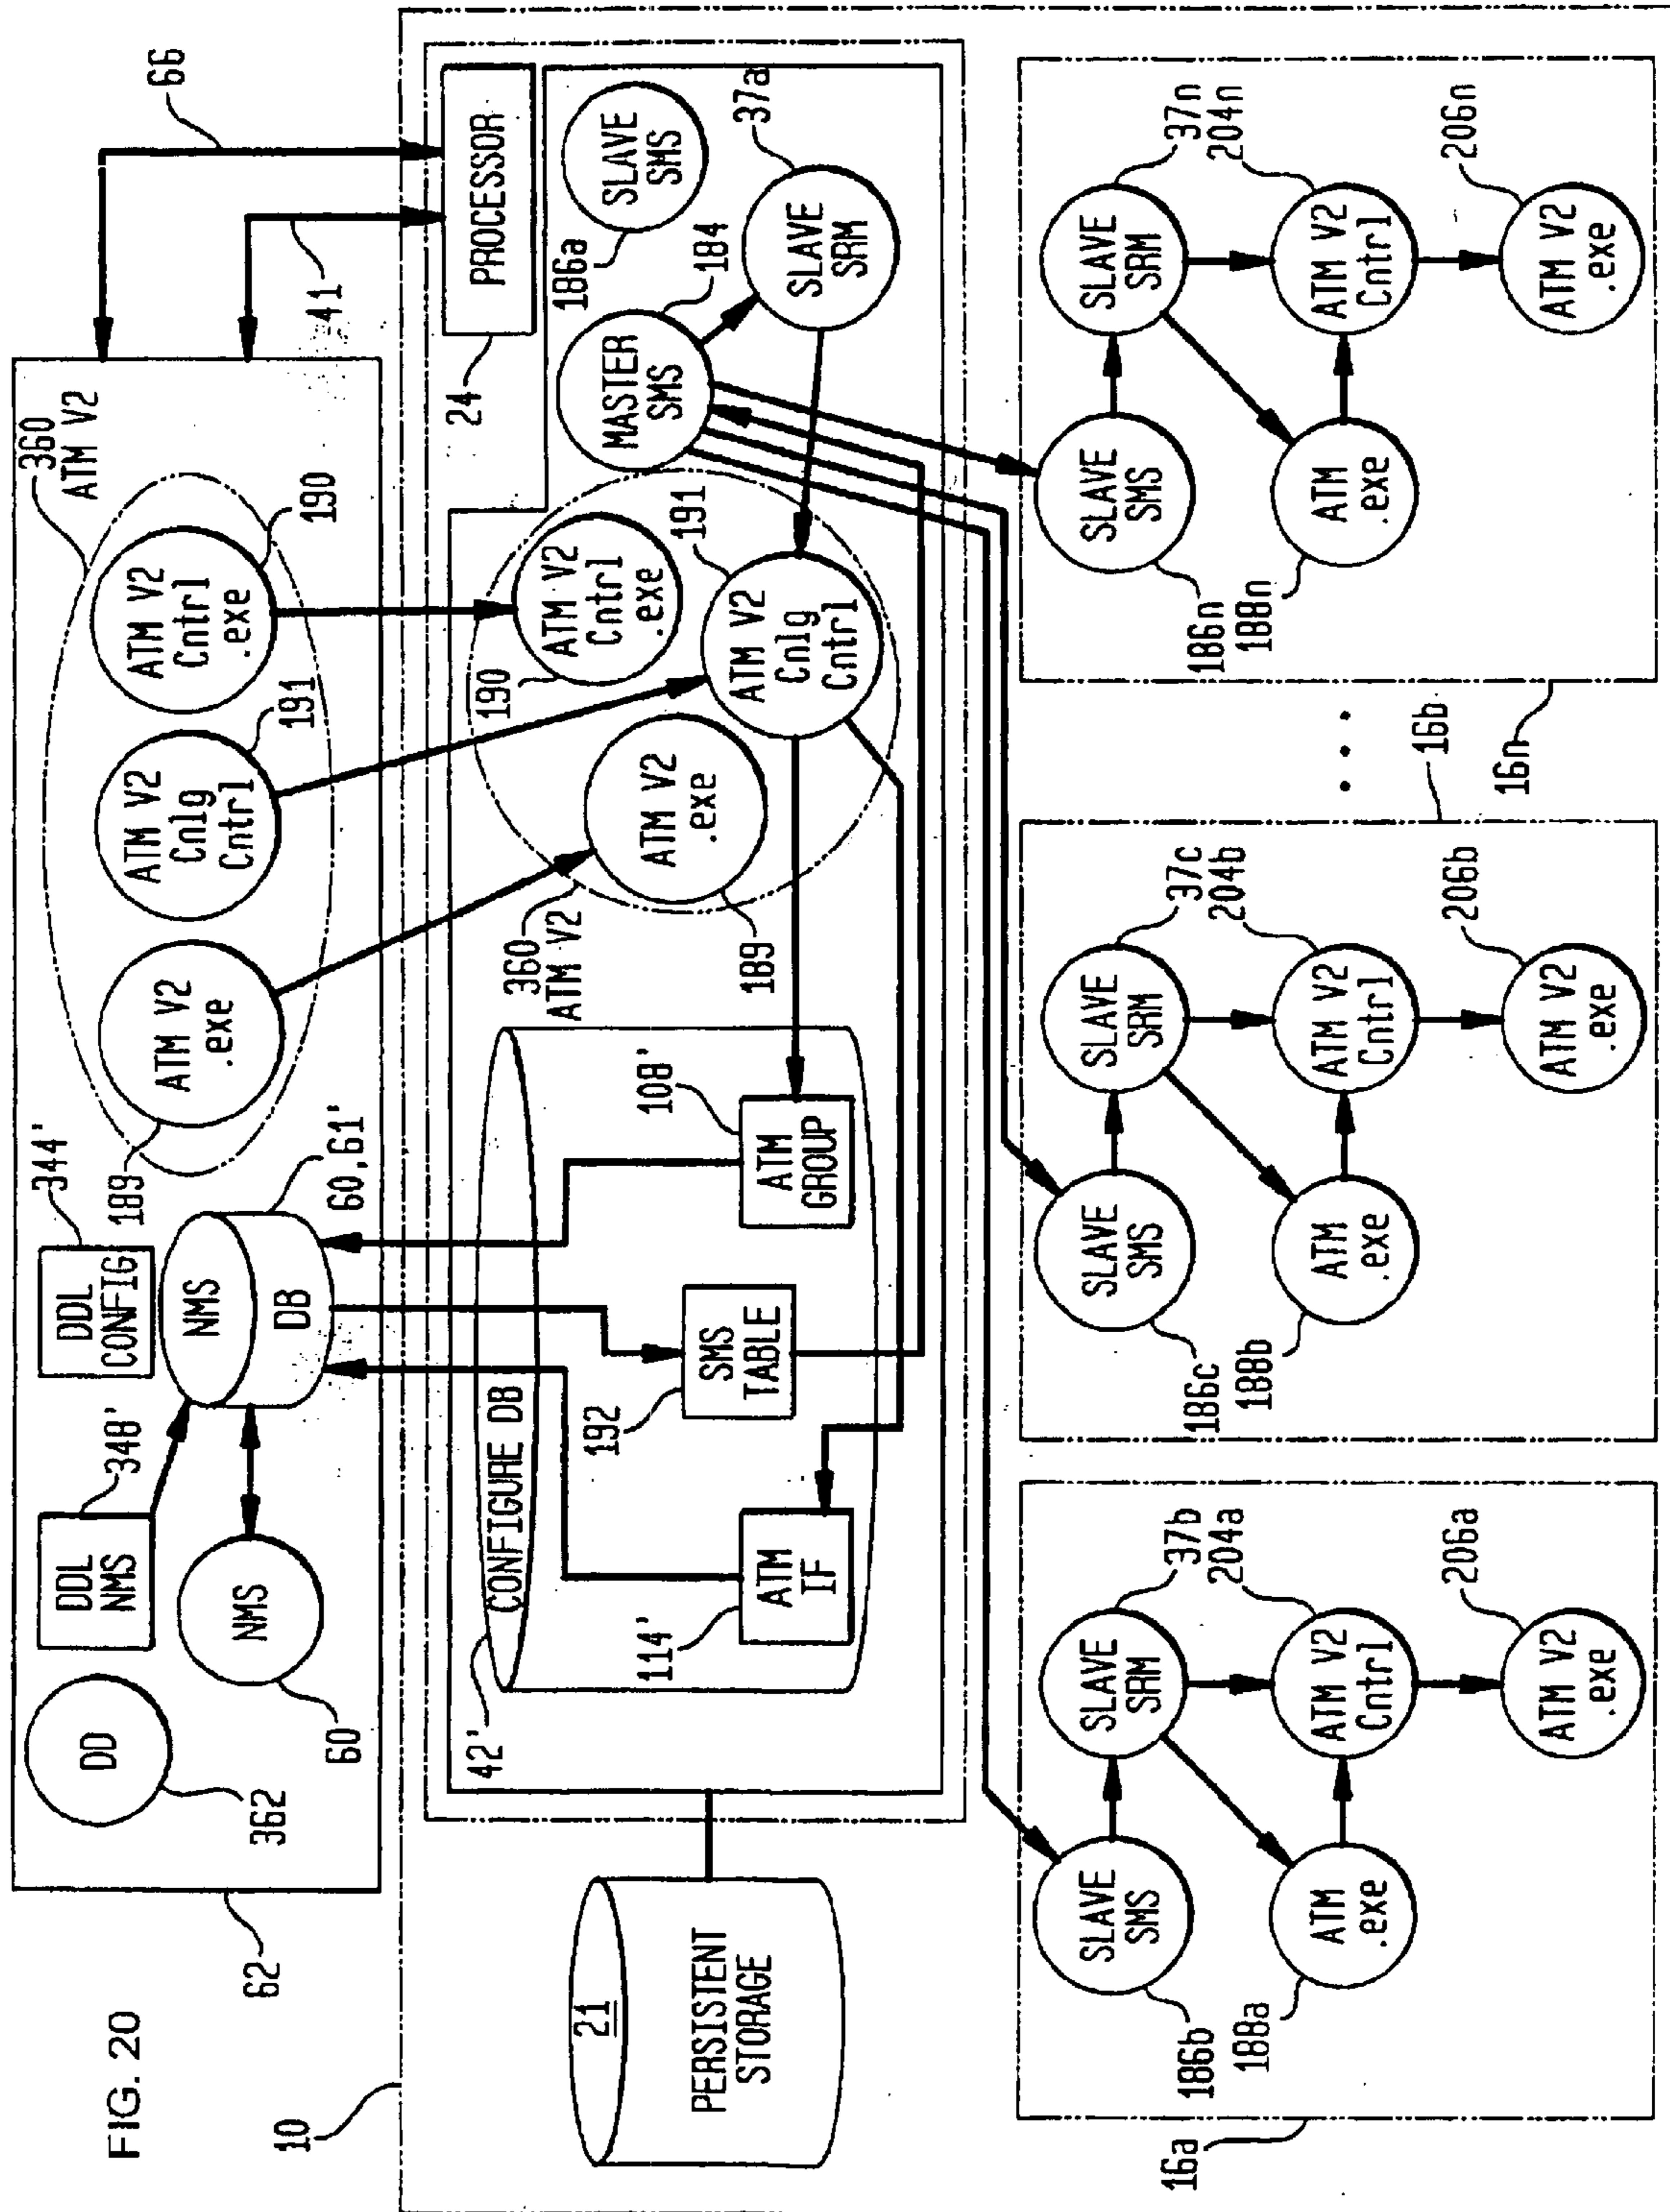 FIG. 20
62
DD
362
DDL
NMS
348'
NMS
60
DDL
CONFIG
344'
NMS
DB
60,61'
189
ATM V2
.exe
ATM V2
Cnlg
Cntrl
191
ATM V2
Cntrl
.exe
190
360
ATM V2
41
66
10
21
PERSISTENT
STORAGE
42'
CONFIGURE DB
114'
ATM
IF
192
SMS
TABLE
108'
ATM
GROUP
360
ATM V2
189
ATM V2
.exe
190
ATM V2
Cntrl
.exe
191
ATM V2
Cnlg
Cntrl
24
PROCESSOR
MASTER
SMS
184
186a
SLAVE
SMS
SLAVE
SRM
37a
16a
186b
SLAVE
SMS
188a
ATM
.exe
SLAVE
SRM
37b
204a
ATM V2
Cntrl
206a
ATM V2
.exe
186c
SLAVE
SMS
188b
ATM
.exe
SLAVE
SRM
37c
204b
ATM V2
Cntrl
206b
ATM V2
.exe
16b
• • •
16n
186n
SLAVE
SMS
188n
ATM
.exe
SLAVE
SRM
37n
204n
ATM V2
Cntrl
206n
ATM V2
.exe